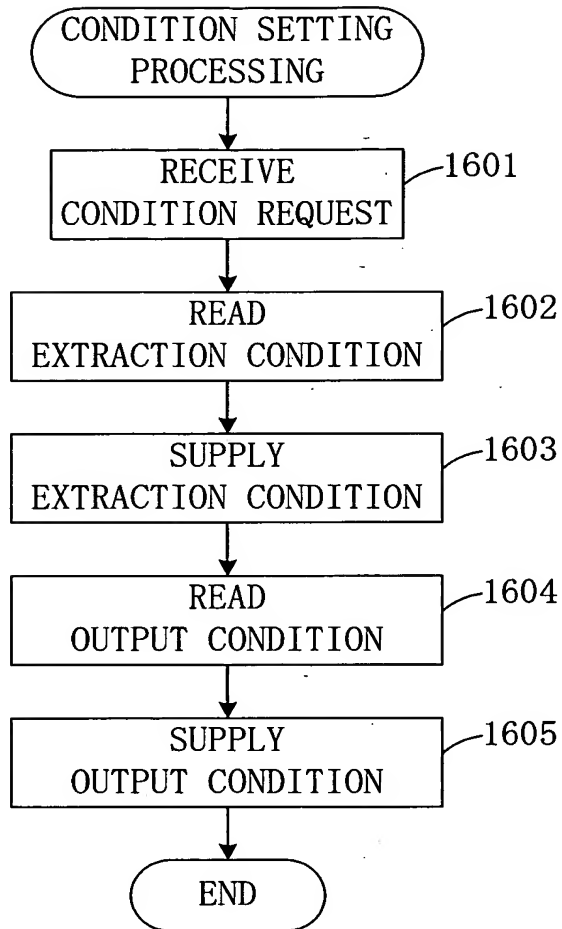 CONDITION SETTING
PROCESSING
RECEIVE
CONDITION REQUEST
1601
READ
EXTRACTION CONDITION
1602
SUPPLY
EXTRACTION CONDITION
1603
READ
OUTPUT CONDITION
1604
SUPPLY
OUTPUT CONDITION
1605
END